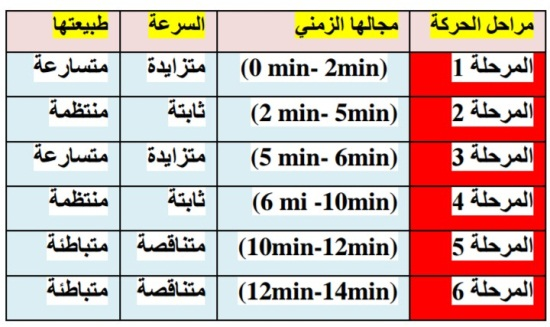 مراحل الحركة مجالها الزمني السرعة طبيعتها
المرحلة 1 (0 min- 2min) متزايدة متسارعة
المرحلة 2 (2 min- 5min) ثابتة منتظمة
المرحلة 3 (5 min- 6min) متزايدة متسارعة
المرحلة 4 (6 mi -10min) ثابتة منتظمة
المرحلة 5 (10min-12min) متناقصة متباطئة
المرحلة 6 (12min-14min) متناقصة متباطئة